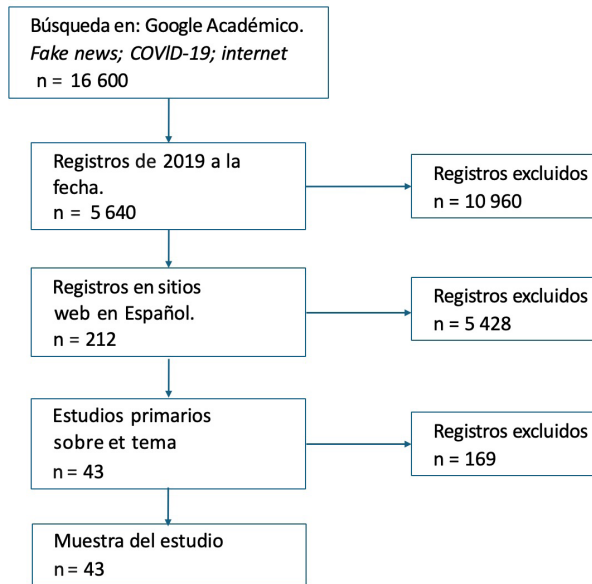 Búsqueda en: Google Académico.
Fake news; COVID-19; internet
n = 16 600
Registros de 2019 a la
fecha.
n = 5 640
Registros excluidos
n = 10 960
Registros en sitios
web en Español.
n = 212
Registros excluidos
n = 5 428
Estudios primarios
sobre et tema
n = 43
Registros excluidos
n = 169
Muestra del estudio
n = 43